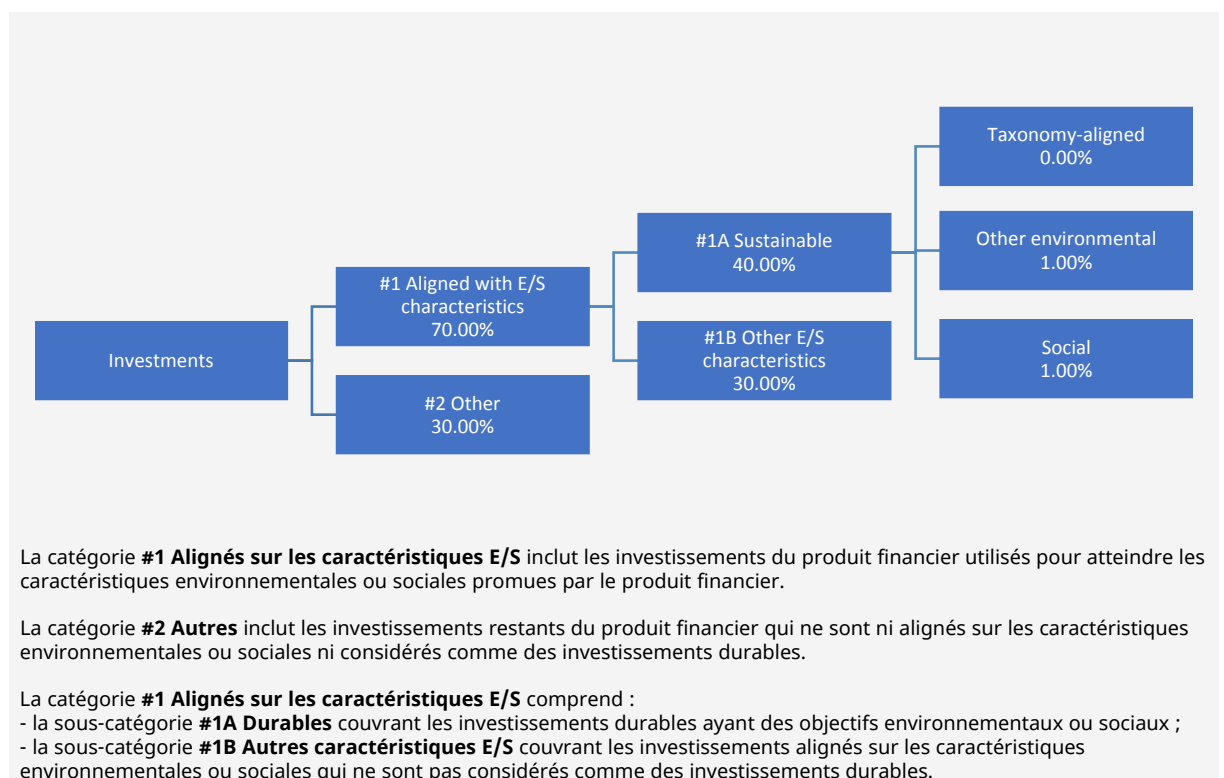 Investments
#1 Aligned with E/S
characteristics
70.00%
#2 Other
30.00%
#1A Sustainable
40.00%
#1B Other E/S
characteristics
30.00%
Taxonomy-aligned
0.00%
Other environmental
1.00%
Social
1.00%
La catégorie #1 Alignés sur les caractéristiques E/S inclut les investissements du produit financier utilisés pour atteindre les
caractéristiques environnementales ou sociales promues par le produit financier.
La catégorie #2 Autres inclut les investissements restants du produit financier qui ne sont ni alignés sur les caractéristiques
environnementales ou sociales ni considérés comme des investissements durables.
La catégorie #1 Alignés sur les caractéristiques E/S comprend :
- la sous-catégorie #1A Durables couvrant les investissements durables ayant des objectifs environnementaux ou sociaux ;
- la sous-catégorie #1B Autres caractéristiques E/S couvrant les investissements alignés sur les caractéristiques
environnementales ou sociales qui ne sont pas considérés comme des investissements durables.